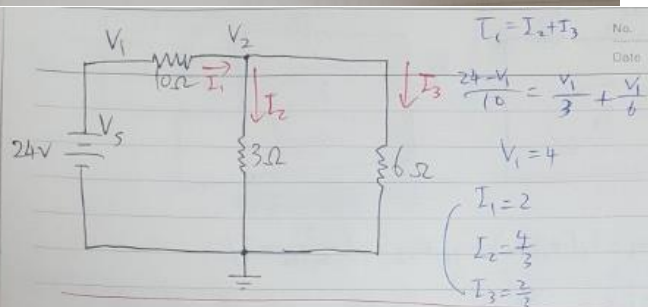 V₁
V₂
10Ω
I₁
I₂
I₃
24V
V₅
3Ω
6Ω
No.
Date
I₁ = I₂ + I₃
24-V₁/10 = V₁/3 + V₁/6
V₁ = 4
I₁ = 2
I₂ = 4/3
I₃ = 2/3